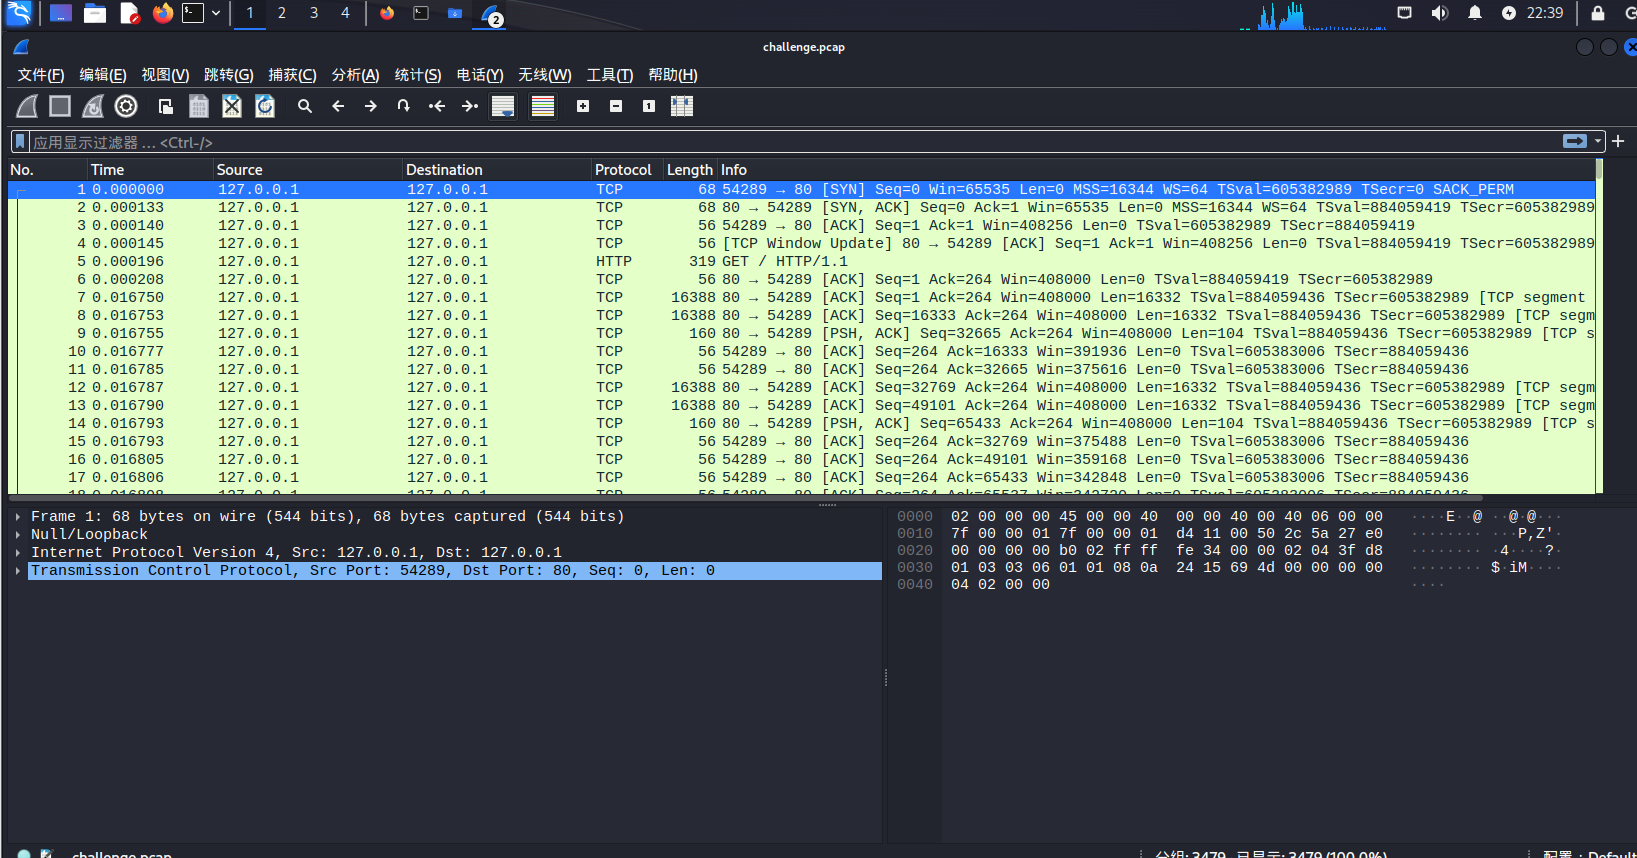 1 2 3 4 2 22:39
challenge.pcap
文件(F) 编辑(E) 视图(V) 跳转(G) 捕获(C) 分析(A) 统计(S) 电话(Y) 无线(W) 工具(T) 帮助(H)
应用显示过滤器 … <Ctrl-/>
No. Time Source Destination Protocol Length Info
1 0.000000 127.0.0.1 127.0.0.1 TCP 68 54289 → 80 [SYN] Seq=0 Win=65535 Len=0 MSS=16344 WS=64 TSval=605382989 TSecr=0 SACK_PERM
2 0.000133 127.0.0.1 127.0.0.1 TCP 68 80 → 54289 [SYN, ACK] Seq=0 Ack=1 Win=65535 Len=0 MSS=16344 WS=64 TSval=884059419 TSecr=605382989
3 0.000140 127.0.0.1 127.0.0.1 TCP 56 54289 → 80 [ACK] Seq=1 Ack=1 Win=408256 Len=0 TSval=605382989 TSecr=884059419
4 0.000145 127.0.0.1 127.0.0.1 TCP 56 [TCP Window Update] 80 → 54289 [ACK] Seq=1 Ack=1 Win=408256 Len=0 TSval=884059419 TSecr=605382989
5 0.000196 127.0.0.1 127.0.0.1 HTTP 319 GET / HTTP/1.1
6 0.000208 127.0.0.1 127.0.0.1 TCP 56 80 → 54289 [ACK] Seq=1 Ack=264 Win=408000 Len=0 TSval=884059419 TSecr=605382989
7 0.016750 127.0.0.1 127.0.0.1 TCP 16388 80 → 54289 [ACK] Seq=1 Ack=264 Win=408000 Len=16332 TSval=884059436 TSecr=605382989 [TCP segment
8 0.016753 127.0.0.1 127.0.0.1 TCP 16388 80 → 54289 [ACK] Seq=16333 Ack=264 Win=408000 Len=16332 TSval=884059436 TSecr=605382989 [TCP segm
9 0.016755 127.0.0.1 127.0.0.1 TCP 160 80 → 54289 [PSH, ACK] Seq=32665 Ack=264 Win=408000 Len=104 TSval=884059436 TSecr=605382989 [TCP s
10 0.016777 127.0.0.1 127.0.0.1 TCP 56 54289 → 80 [ACK] Seq=264 Ack=16333 Win=391936 Len=0 TSval=605383006 TSecr=884059436
11 0.016785 127.0.0.1 127.0.0.1 TCP 56 54289 → 80 [ACK] Seq=264 Ack=32665 Win=375616 Len=0 TSval=605383006 TSecr=884059436
12 0.016787 127.0.0.1 127.0.0.1 TCP 16388 80 → 54289 [ACK] Seq=32769 Ack=264 Win=408000 Len=16332 TSval=884059436 TSecr=605382989 [TCP segm
13 0.016790 127.0.0.1 127.0.0.1 TCP 16388 80 → 54289 [ACK] Seq=49101 Ack=264 Win=408000 Len=16332 TSval=884059436 TSecr=605382989 [TCP segm
14 0.016793 127.0.0.1 127.0.0.1 TCP 160 80 → 54289 [PSH, ACK] Seq=65433 Ack=264 Win=408000 Len=104 TSval=884059436 TSecr=605382989 [TCP s
15 0.016793 127.0.0.1 127.0.0.1 TCP 56 54289 → 80 [ACK] Seq=264 Ack=32769 Win=375488 Len=0 TSval=605383006 TSecr=884059436
16 0.016805 127.0.0.1 127.0.0.1 TCP 56 54289 → 80 [ACK] Seq=264 Ack=49101 Win=359168 Len=0 TSval=605383006 TSecr=884059436
17 0.016806 127.0.0.1 127.0.0.1 TCP 56 54289 → 80 [ACK] Seq=264 Ack=65433 Win=342848 Len=0 TSval=605383006 TSecr=884059436
Frame 1: 68 bytes on wire (544 bits), 68 bytes captured (544 bits)
Null/Loopback
Internet Protocol Version 4, Src: 127.0.0.1, Dst: 127.0.0.1
Transmission Control Protocol, Src Port: 54289, Dst Port: 80, Seq: 0, Len: 0
0000 02 00 00 00 45 00 00 40 00 00 40 00 40 06 00 00 ····E··@ ··@·@···
0010 7f 00 00 01 7f 00 00 01 d4 11 00 50 2c 5a 27 e0 ········ ···P,Z'·
0020 00 00 00 00 b0 02 ff ff fe 34 00 00 02 04 3f d8 ········ ·4····?·
0030 01 03 03 06 01 01 08 0a 24 15 69 4d 00 00 00 00 ········ $·iM····
0040 04 02 00 00 ····
challenge.pcap 分组: 3479 · 已显示: 3479 (100.0%) 配置: Default